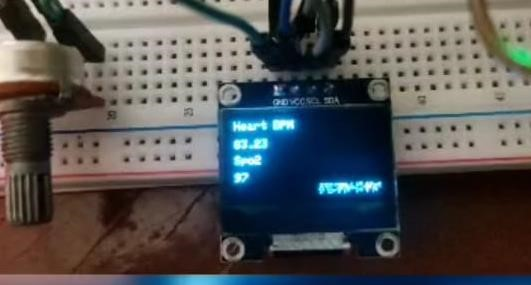 GND VCC SCL SDA
Heart BPM
63.23
Spo2
97